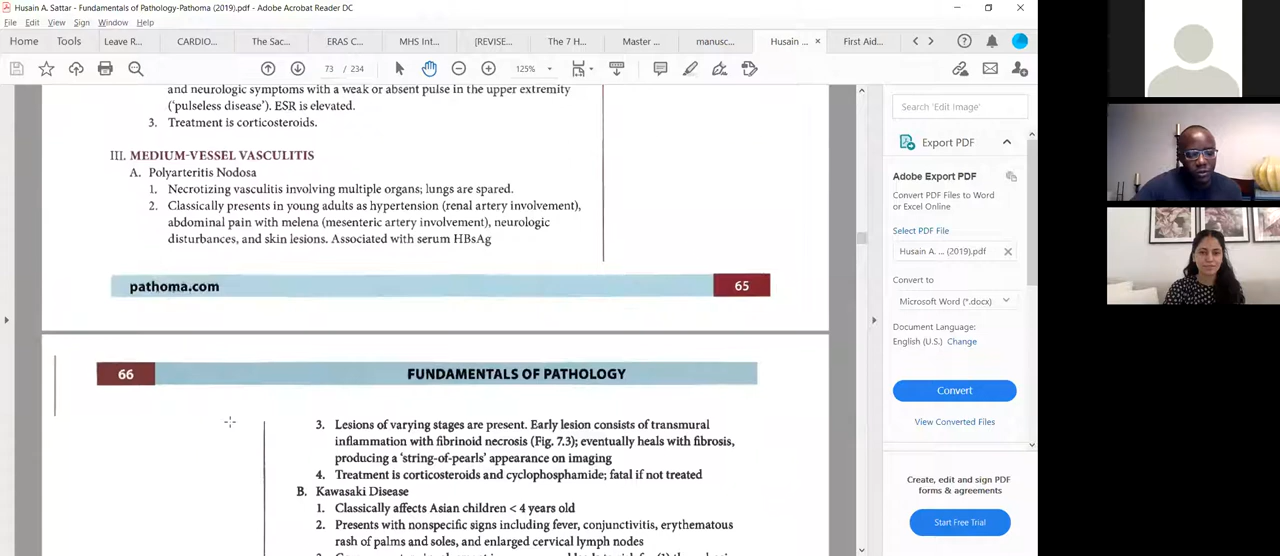 Husain A. Sattar - Fundamentals of Pathology-Pathoma (2019).pdf - Adobe Acrobat Reader DC
File Edit View Sign Window Help
Home Tools Leave R... CARDIO... The Sac... ERAS C... MHS Int... [REVISE... The 7 H... Master ... manusc... Husain ... × First Aid...
73 / 234 125%
and neurologic symptoms with a weak or absent pulse in the upper extremity
('pulseless disease'). ESR is elevated.
3. Treatment is corticosteroids.
III. MEDIUM-VESSEL VASCULITIS
A. Polyarteritis Nodosa
1. Necrotizing vasculitis involving multiple organs; lungs are spared.
2. Classically presents in young adults as hypertension (renal artery involvement),
abdominal pain with melena (mesenteric artery involvement), neurologic
disturbances, and skin lesions. Associated with serum HBsAg
pathoma.com 65
66 FUNDAMENTALS OF PATHOLOGY
3. Lesions of varying stages are present. Early lesion consists of transmural
inflammation with fibrinoid necrosis (Fig. 7.3); eventually heals with fibrosis,
producing a 'string-of-pearls' appearance on imaging
4. Treatment is corticosteroids and cyclophosphamide; fatal if not treated
B. Kawasaki Disease
1. Classically affects Asian children < 4 years old
2. Presents with nonspecific signs including fever, conjunctivitis, erythematous
rash of palms and soles, and enlarged cervical lymph nodes
Search 'Edit Image'
Export PDF
Adobe Export PDF
Convert PDF Files to Word
or Excel Online
Select PDF File
Husain A. ... (2019).pdf
Convert to
Microsoft Word (*.docx)
Document Language:
English (U.S.) Change
Convert
View Converted Files
Create, edit and sign PDF
forms & agreements
Start Free Trial